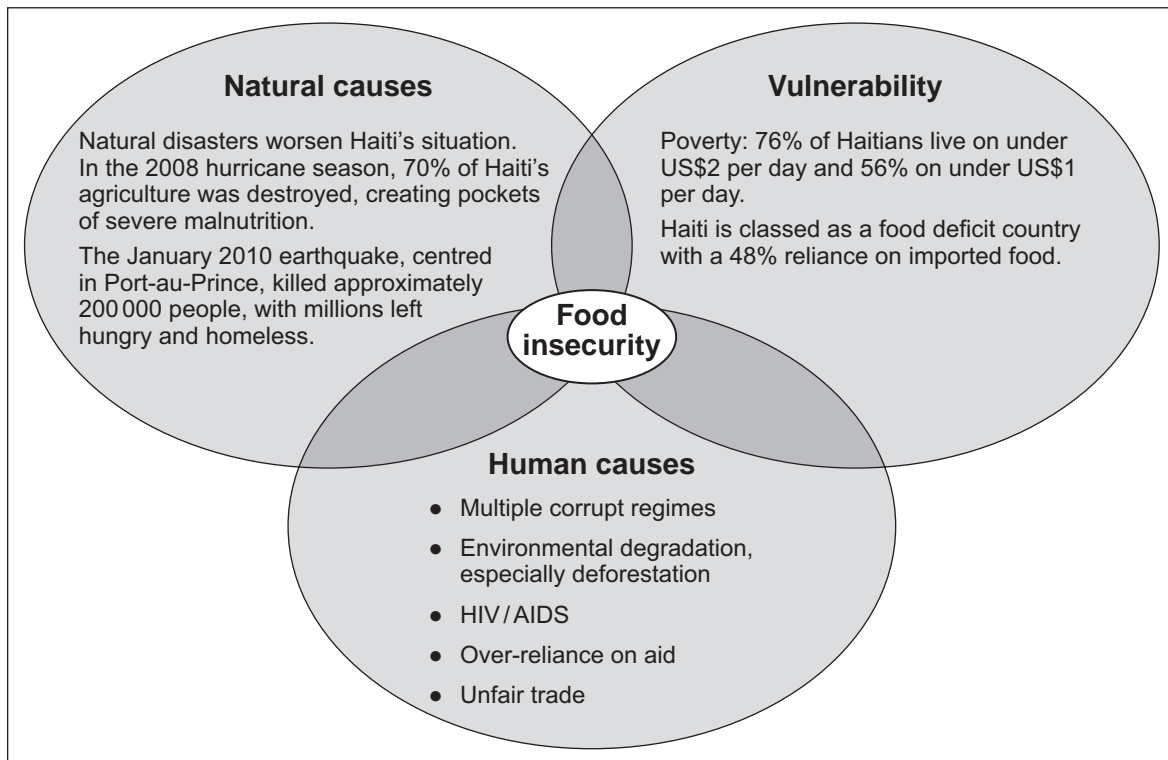 Natural causes
Natural disasters worsen Haiti's situation.
In the 2008 hurricane season, 70% of Haiti's
agriculture was destroyed, creating pockets
of severe malnutrition.
The January 2010 earthquake, centred
in Port-au-Prince, killed approximately
200 000 people, with millions left
hungry and homeless.
Vulnerability
Poverty: 76% of Haitians live on under
US$2 per day and 56% on under US$1
per day.
Haiti is classed as a food deficit country
with a 48% reliance on imported food.
Food
insecurity
Human causes
● Multiple corrupt regimes
● Environmental degradation,
especially deforestation
● HIV / AIDS
● Over-reliance on aid
● Unfair trade